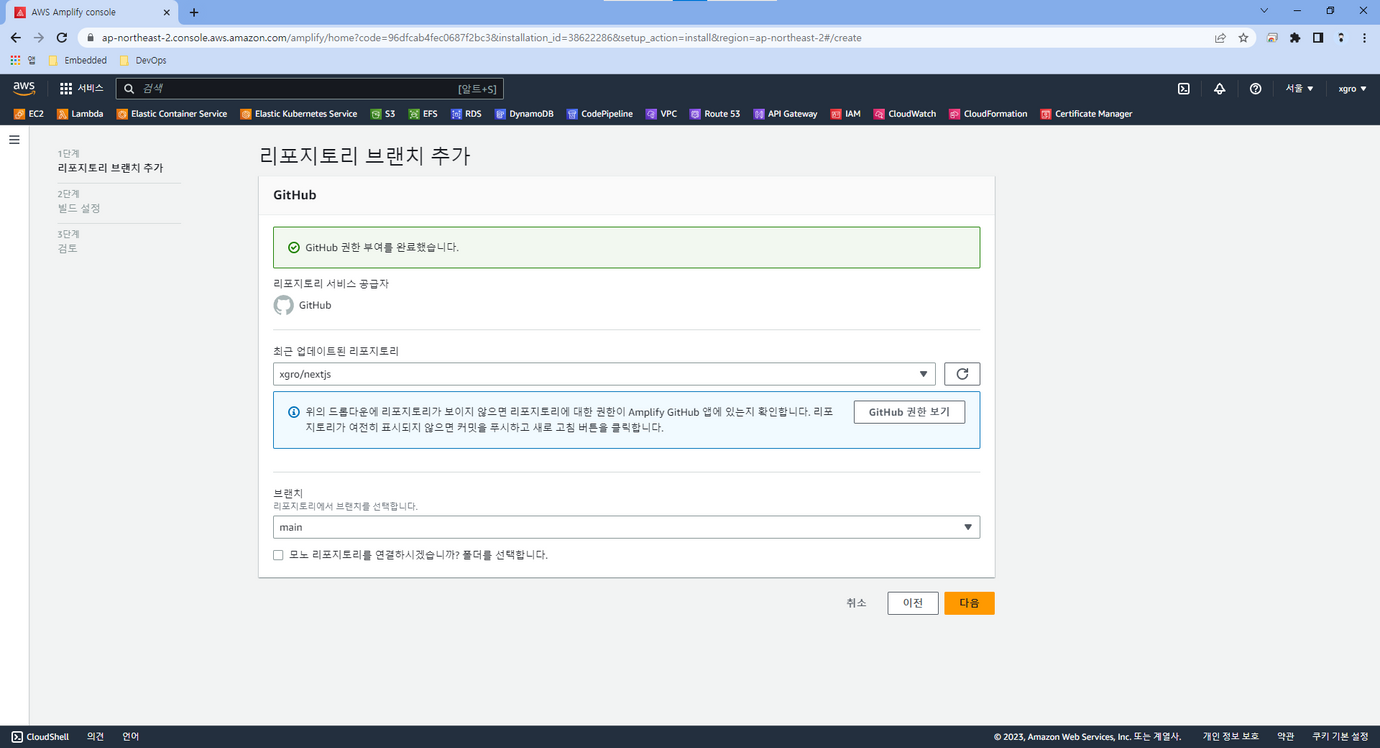 AWS Amplify console
ap-northeast-2.console.aws.amazon.com/amplify/home?code=96dfcab4fec0687f2bc3&installation_id=38622286&setup_action=install&region=ap-northeast-2#/create
앱 Embedded DevOps
aws 서비스 검색 [알트+S] 서울 ▼ xgro ▼
EC2 Lambda Elastic Container Service Elastic Kubernetes Service S3 EFS RDS DynamoDB CodePipeline VPC Route 53 API Gateway IAM CloudWatch CloudFormation Certificate Manager
1단계
리포지토리 브랜치 추가
2단계
빌드 설정
3단계
검토
리포지토리 브랜치 추가
GitHub
GitHub 권한 부여를 완료했습니다.
리포지토리 서비스 공급자
GitHub
최근 업데이트된 리포지토리
xgro/nextjs
위의 드롭다운에 리포지토리가 보이지 않으면 리포지토리에 대한 권한이 Amplify GitHub 앱에 있는지 확인합니다. 리포
지토리가 여전히 표시되지 않으면 커밋을 푸시하고 새로 고침 버튼을 클릭합니다.
GitHub 권한 보기
브랜치
리포지토리에서 브랜치를 선택합니다.
main
모노 리포지토리를 연결하시겠습니까? 폴더를 선택합니다.
취소 이전 다음
CloudShell 의견 언어 © 2023, Amazon Web Services, Inc. 또는 계열사. 개인 정보 보호 약관 쿠키 기본 설정